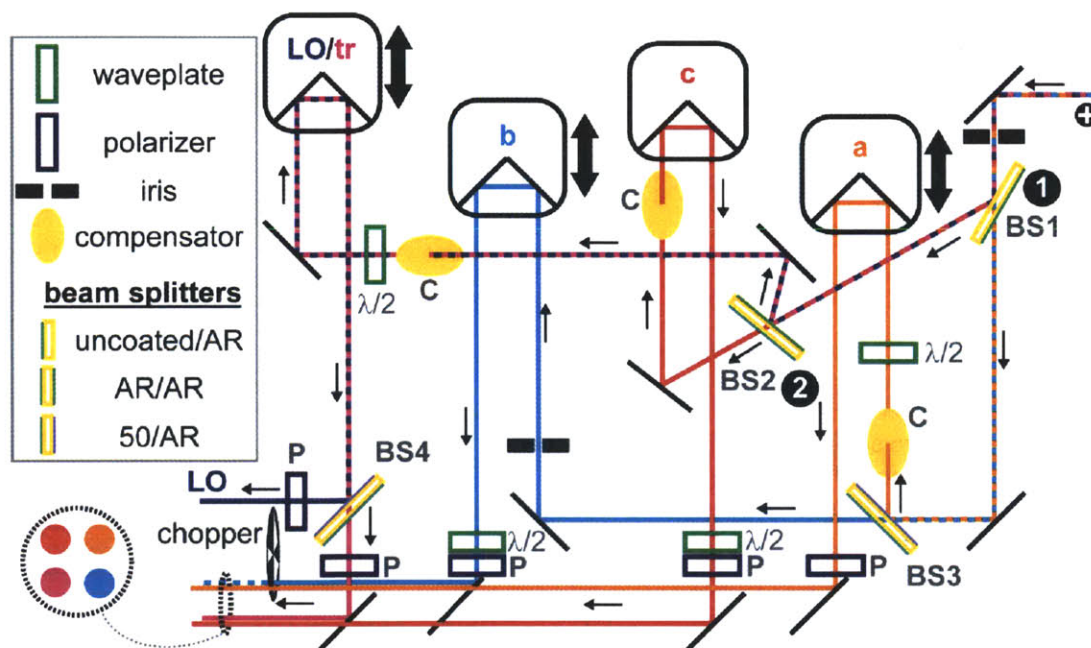 waveplate
polarizer
iris
compensator
beam splitters
uncoated/AR
AR/AR
50/AR
LO/tr
b
c
a
+
1
BS1
C
C
λ/2
λ/2
BS2
2
C
BS4
P
LO
chopper
λ/2
P
λ/2
P
P
P
BS3